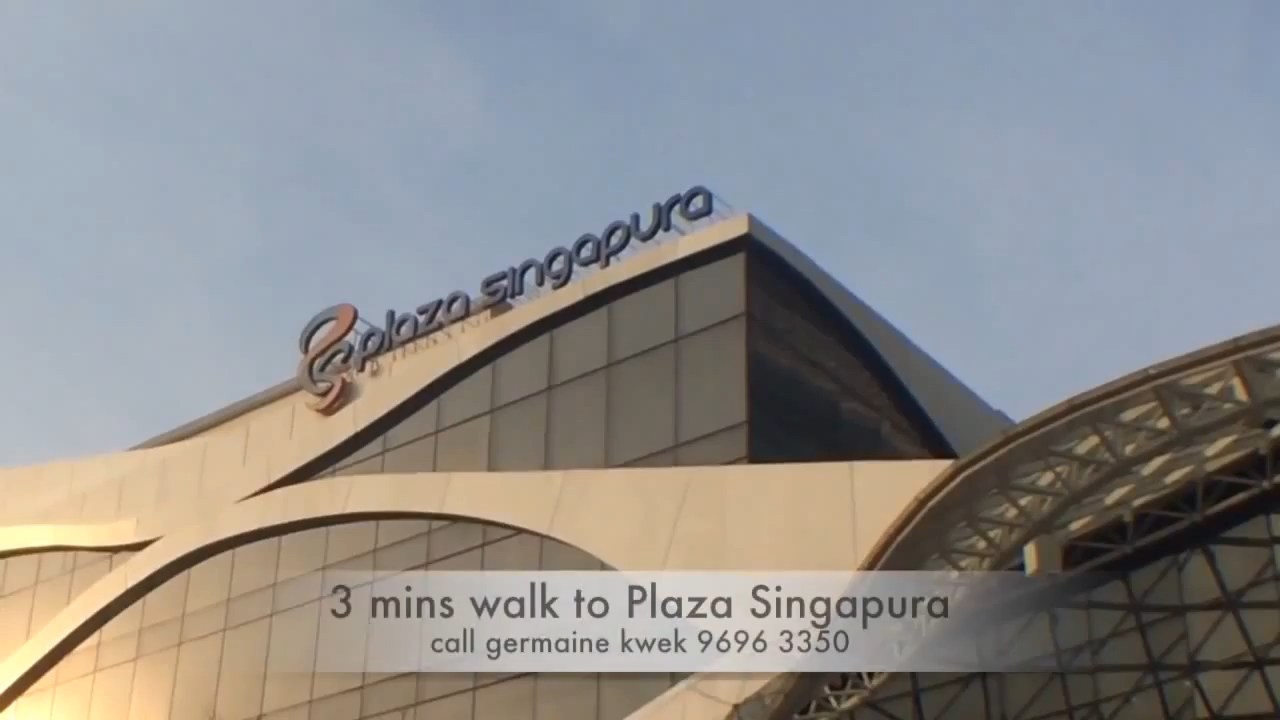 plaza singapura
3 mins walk to Plaza Singapura
call germaine kwek 9696 3350